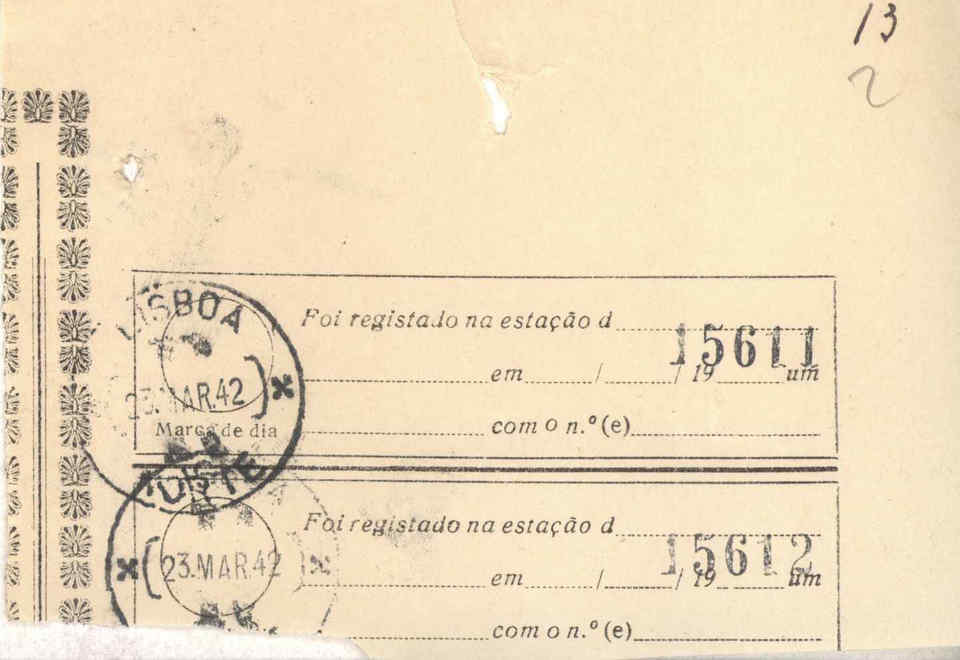 13
2
LISBOA
Foi registado na estação d
15611
23.MAR.42
em / / 19 um
Marca de dia
com o n.º (e)
Foi registado na estação d
15612
23.MAR.42
em / / 19 um
com o n.º (e)